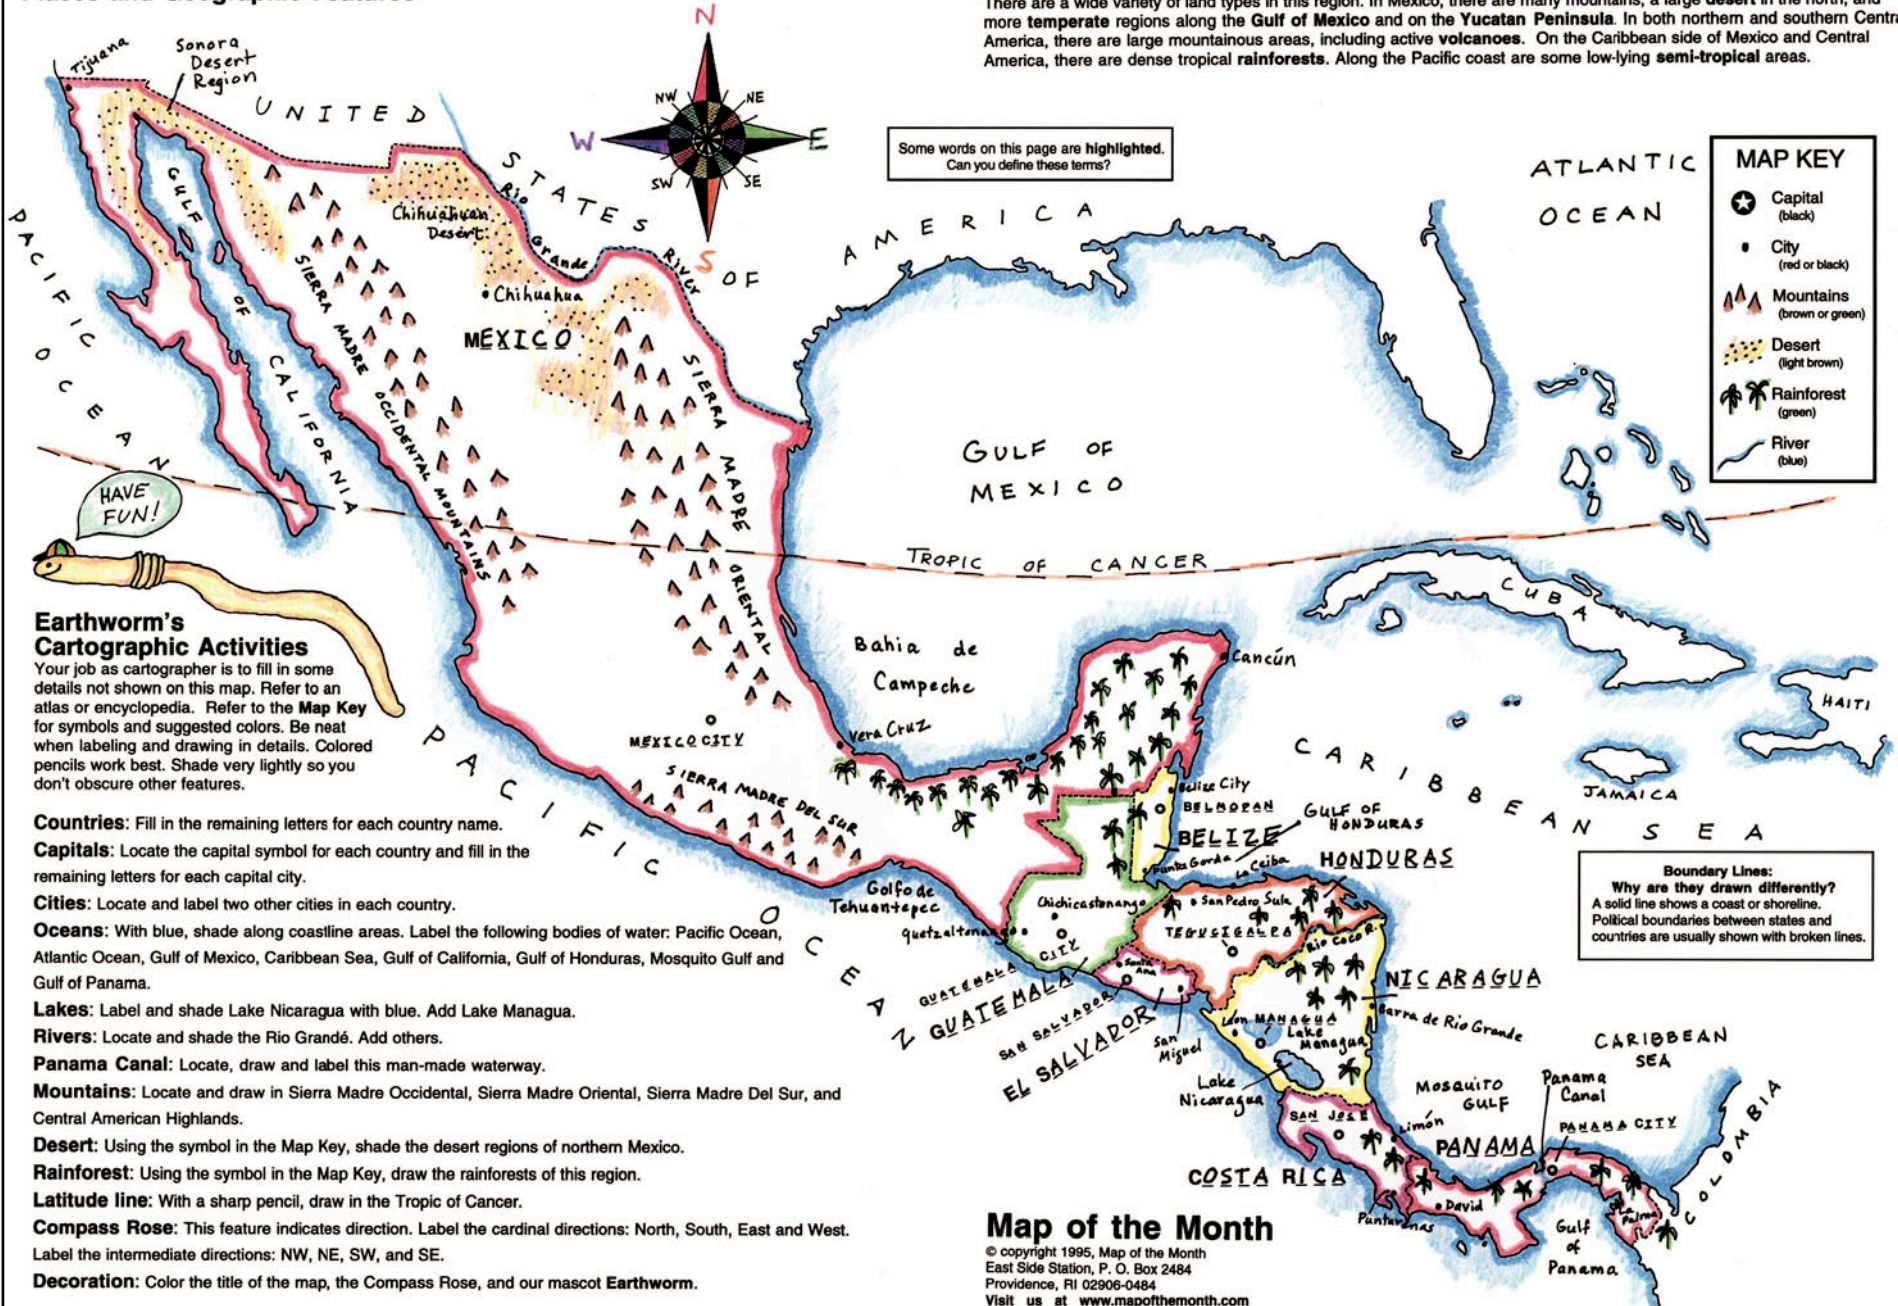 There are a wide variety of land types in this region. In Mexico, there are many mountains, a large desert in the north, and
more temperate regions along the Gulf of Mexico and on the Yucatan Peninsula. In both northern and southern Central
America, there are large mountainous areas, including active volcanoes. On the Caribbean side of Mexico and Central
America, there are dense tropical rainforests. Along the Pacific coast are some low-lying semi-tropical areas.
Tijuana
Sonora
Desert
Region
UNITED
STATES
OF
AMERICA
N
NW
NE
W
E
SW
SE
S
Some words on this page are highlighted.
Can you define these terms?
ATLANTIC
OCEAN
MAP KEY
Capital
(black)
City
(red or black)
Mountains
(brown or green)
Desert
(light brown)
Rainforest
(green)
River
(blue)
PACIFIC
OCEAN
GULF
OF
CALIFORNIA
Chihuahuan
Desert
Rio
Grande
River
Chihuahua
MEXICO
SIERRA MADRE OCCIDENTAL MOUNTAINS
SIERRA MADRE ORIENTAL
GULF OF
MEXICO
TROPIC OF CANCER
CUBA
HAITI
JAMAICA
HAVE
FUN!
Earthworm's
Cartographic Activities
Your job as cartographer is to fill in some
details not shown on this map. Refer to an
atlas or encyclopedia. Refer to the Map Key
for symbols and suggested colors. Be neat
when labeling and drawing in details. Colored
pencils work best. Shade very lightly so you
don't obscure other features.
Countries: Fill in the remaining letters for each country name.
Capitals: Locate the capital symbol for each country and fill in the
remaining letters for each capital city.
Cities: Locate and label two other cities in each country.
Oceans: With blue, shade along coastline areas. Label the following bodies of water: Pacific Ocean,
Atlantic Ocean, Gulf of Mexico, Caribbean Sea, Gulf of California, Gulf of Honduras, Mosquito Gulf and
Gulf of Panama.
Lakes: Label and shade Lake Nicaragua with blue. Add Lake Managua.
Rivers: Locate and shade the Rio Grandé. Add others.
Panama Canal: Locate, draw and label this man-made waterway.
Mountains: Locate and draw in Sierra Madre Occidental, Sierra Madre Oriental, Sierra Madre Del Sur, and
Central American Highlands.
Desert: Using the symbol in the Map Key, shade the desert regions of northern Mexico.
Rainforest: Using the symbol in the Map Key, draw the rainforests of this region.
Latitude line: With a sharp pencil, draw in the Tropic of Cancer.
Compass Rose: This feature indicates direction. Label the cardinal directions: North, South, East and West.
Label the intermediate directions: NW, NE, SW, and SE.
Decoration: Color the title of the map, the Compass Rose, and our mascot Earthworm.
Bahia de
Campeche
Cancún
Vera Cruz
MEXICO CITY
SIERRA MADRE DEL SUR
PACIFIC
OCEAN
CARIBBEAN SEA
Belize City
BELMOPAN
BELIZE
GULF OF
HONDURAS
Punta Gorda
La Ceiba
HONDURAS
Golfo de
Tehuantepec
Chichicastenango
San Pedro Sula
TEGUCIGALPA
Rio Coco R.
Quetzaltenango
GUATEMALA CITY
GUATEMALA
Santa
Ana
SAN SALVADOR
EL SALVADOR
San
Miguel
NICARAGUA
Leon
MANAGUA
Lake
Managua
Barra de Rio Grande
Lake
Nicaragua
Boundary Lines:
Why are they drawn differently?
A solid line shows a coast or shoreline.
Political boundaries between states and
countries are usually shown with broken lines.
CARIBBEAN
SEA
MOSQUITO
GULF
Panama
Canal
SAN JOSE
Limón
PANAMA
PANAMA CITY
COSTA RICA
COLOMBIA
Puntarenas
David
La
Palma
Gulf
of
Panama
Map of the Month
© copyright 1995, Map of the Month
East Side Station, P. O. Box 2484
Providence, RI 02906-0484
Visit us at www.mapofthemonth.com